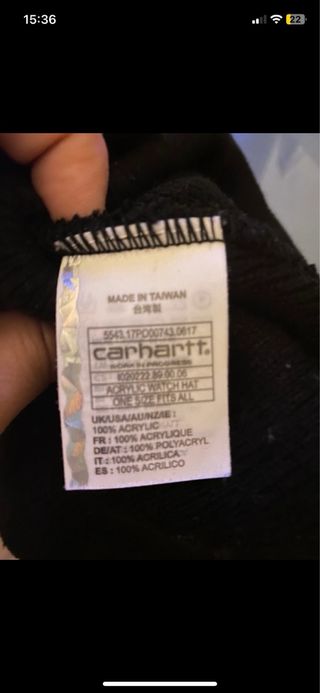 15:36
22
MADE IN TAIWAN
台灣製
5543.17PD00743.0617
carhartt.
WORK IN PROGRESS
I020222.89.00.06
ACRYLIC WATCH HAT
ONE SIZE FITS ALL
UK/USA/AU/NZ/IE :
100% ACRYLIC
FR : 100% ACRYLIQUE
DE/AT : 100% POLYACRYL
IT : 100% ACRILICA
ES : 100% ACRILICO